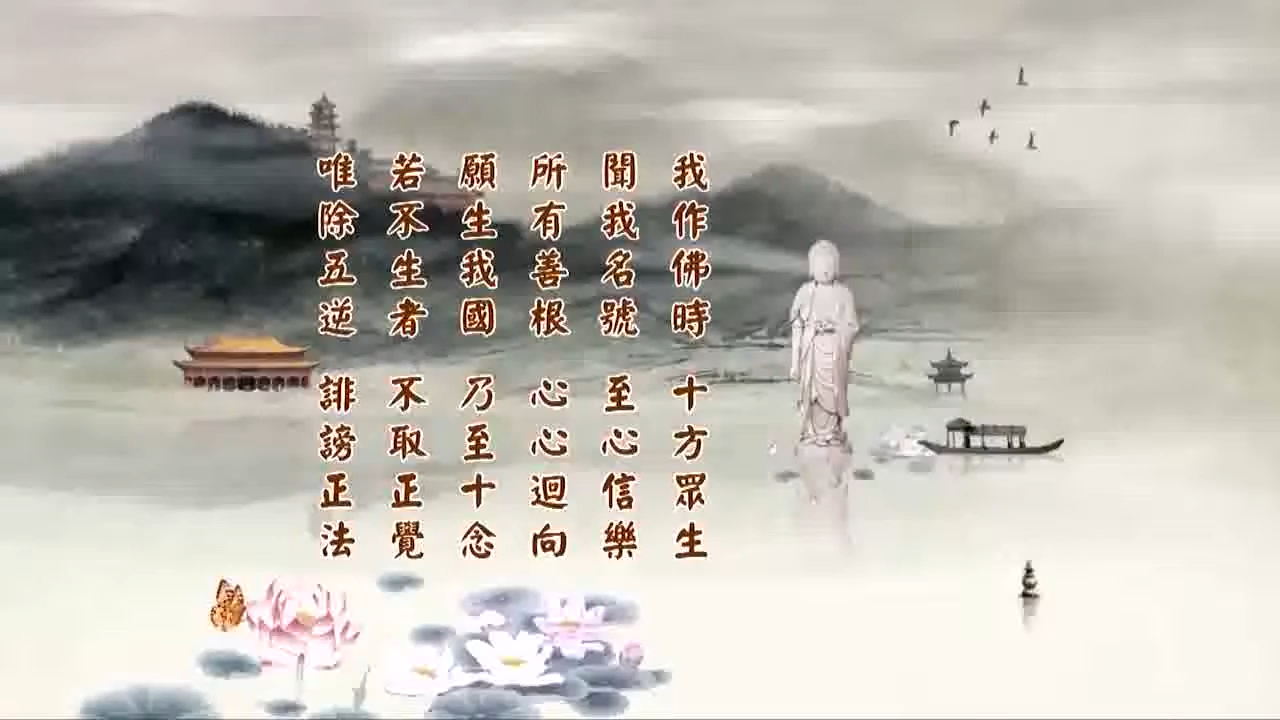 我作佛時 十方眾生
聞我名號 至心信樂
所有善根 心心迴向
願生我國 乃至十念
若不生者 不取正覺
唯除五逆 誹謗正法